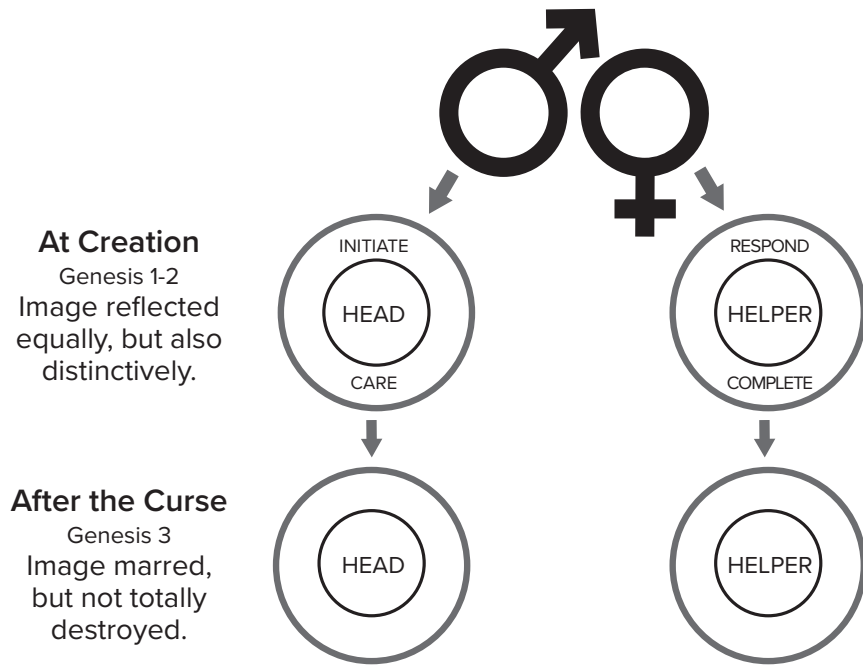 At Creation
Genesis 1-2
Image reflected
equally, but also
distinctively.
INITIATE
HEAD
CARE
RESPOND
HELPER
COMPLETE
After the Curse
Genesis 3
Image marred,
but not totally
destroyed.
HEAD
HELPER